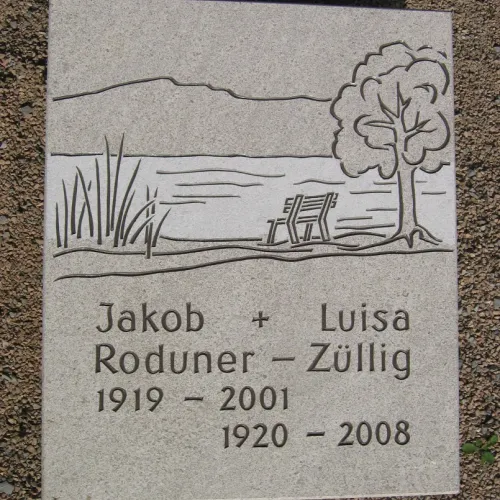 Jakob + Luisa
Roduner – Züllig
1919 – 2001
1920 – 2008